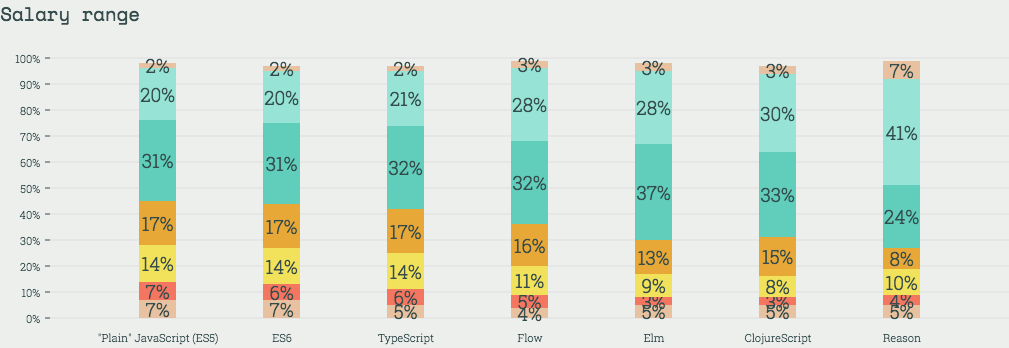 Salary range
100%
90%
80%
70%
60%
50%
40%
30%
20%
10%
0%
2% 2% 2% 3% 3% 3% 7%
20% 20% 21% 28% 28% 30% 41%
31% 31% 32% 32% 37% 33% 24%
17% 17% 17% 16% 13% 15% 8%
14% 14% 14% 11% 9% 8% 10%
7% 6% 6% 5% 3% 3% 4%
7% 7% 5% 4% 5% 5% 5%
"Plain" JavaScript (ES5) ES6 TypeScript Flow Elm ClojureScript Reason